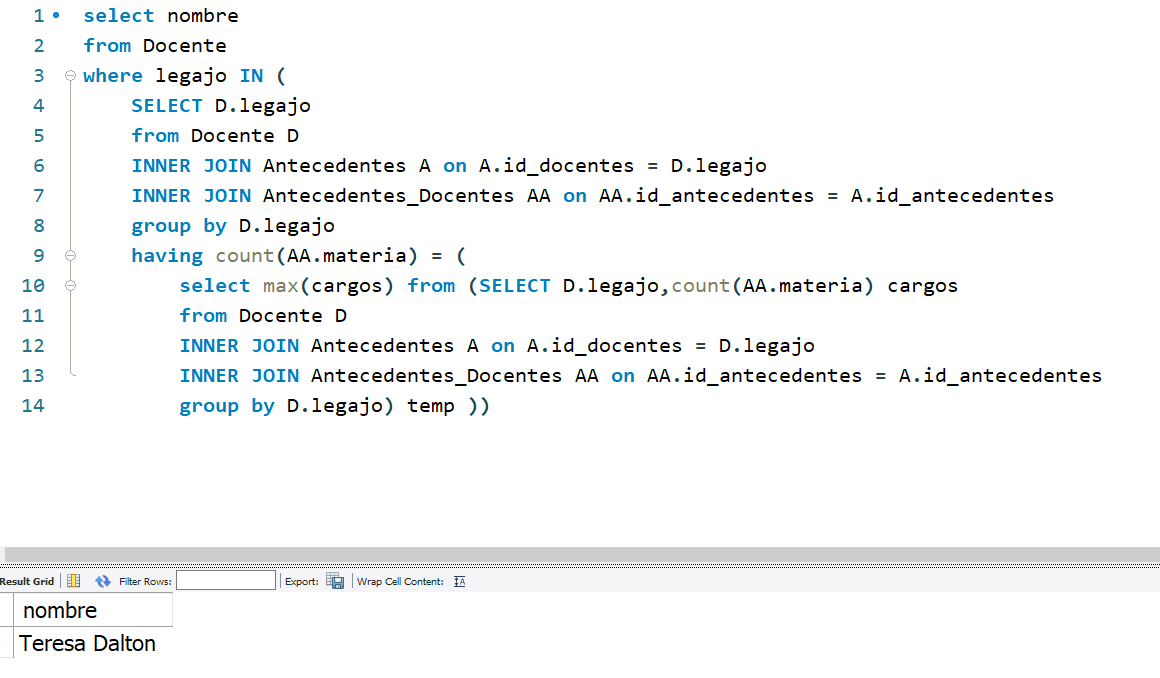 1 select nombre
2 from Docente
3 where legajo IN (
4 SELECT D.legajo
5 from Docente D
6 INNER JOIN Antecedentes A on A.id_docentes = D.legajo
7 INNER JOIN Antecedentes_Docentes AA on AA.id_antecedentes = A.id_antecedentes
8 group by D.legajo
9 having count(AA.materia) = (
10 select max(cargos) from (SELECT D.legajo,count(AA.materia) cargos
11 from Docente D
12 INNER JOIN Antecedentes A on A.id_docentes = D.legajo
13 INNER JOIN Antecedentes_Docentes AA on AA.id_antecedentes = A.id_antecedentes
14 group by D.legajo) temp ))
Result Grid Filter Rows: Export: Wrap Cell Content: IA
nombre
Teresa Dalton